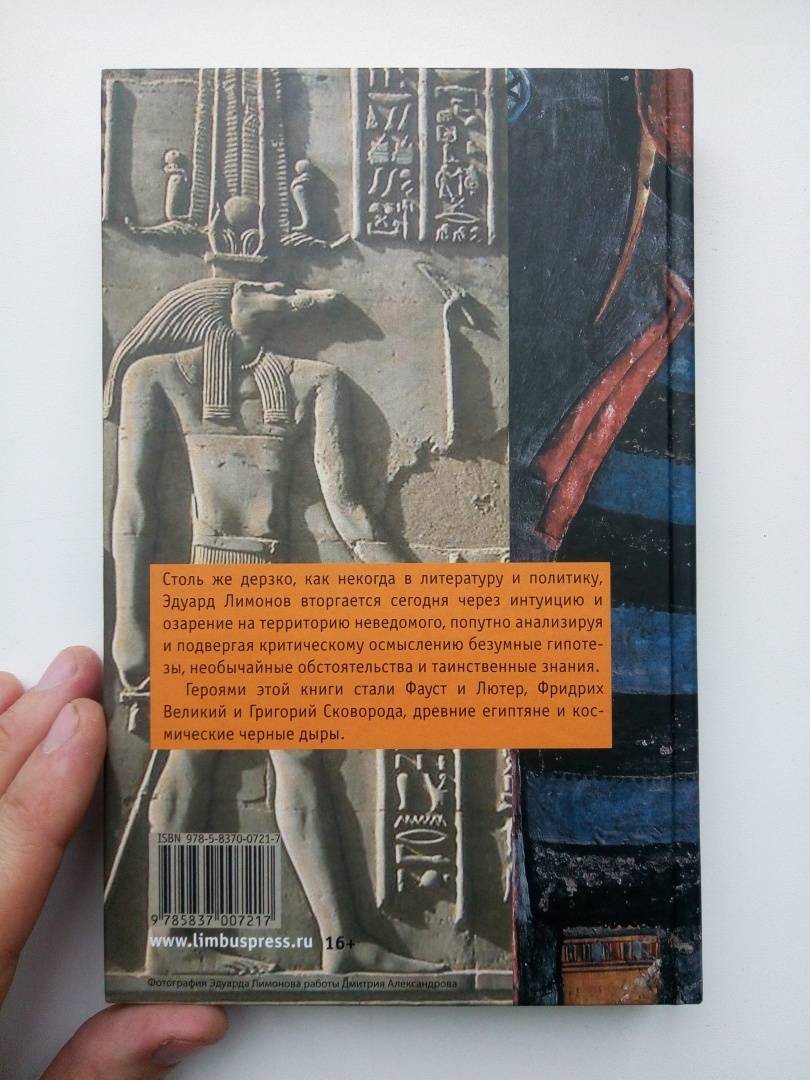 Столь же дерзко, как некогда в литературу и политику,
Эдуард Лимонов вторгается сегодня через интуицию и
озарение на территорию неведомого, попутно анализируя
и подвергая критическому осмыслению безумные гипоте-
зы, необычайные обстоятельства и таинственные знания.
Героями этой книги стали Фауст и Лютер, Фридрих
Великий и Григорий Сковорода, древние египтяне и кос-
мические черные дыры.
ISBN 978-5-8370-0721-7
9 785837 007217
www.limbuspress.ru 16+
Фотография Эдуарда Лимонова работы Дмитрия Александрова